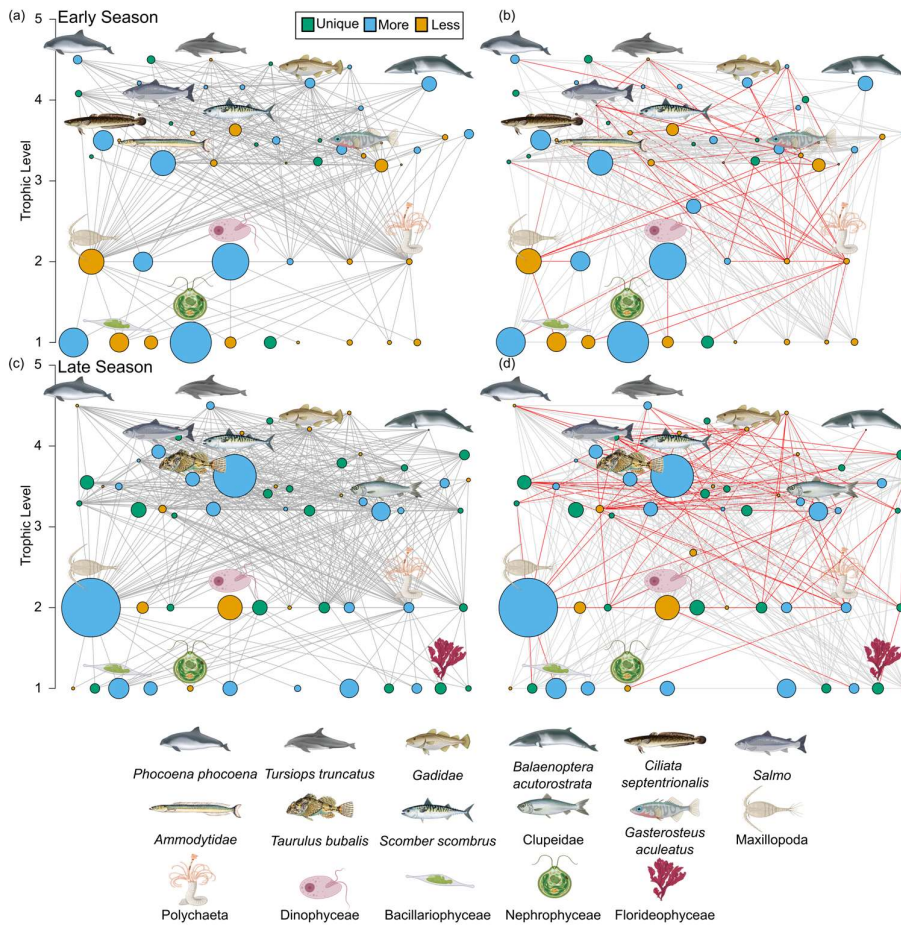 (a) Early Season
Unique More Less
(b)
5
4
3
2
1
Trophic Level
(c) Late Season
(d)
5
4
3
2
1
Trophic Level
Phocoena phocoena
Tursiops truncatus
Gadidae
Balaenoptera
acutorostrata
Ciliata
septentrionalis
Salmo
Ammodytidae
Taurulus bubalis
Scomber scombrus
Clupeidae
Gasterosteus
aculeatus
Maxillopoda
Polychaeta
Dinophyceae
Bacillariophyceae
Nephrophyceae
Florideophyceae